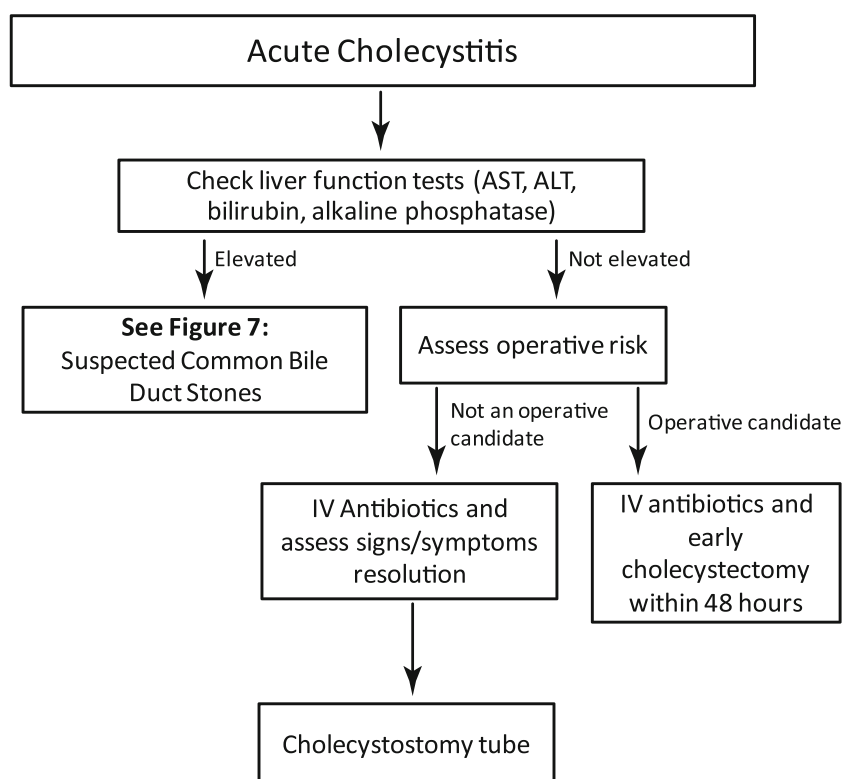 Acute Cholecystitis
Check liver function tests (AST, ALT,
bilirubin, alkaline phosphatase)
Elevated
Not elevated
See Figure 7:
Suspected Common Bile
Duct Stones
Assess operative risk
Not an operative
candidate
Operative candidate
IV Antibiotics and
assess signs/symptoms
resolution
IV antibiotics and
early
cholecystectomy
within 48 hours
Cholecystostomy tube